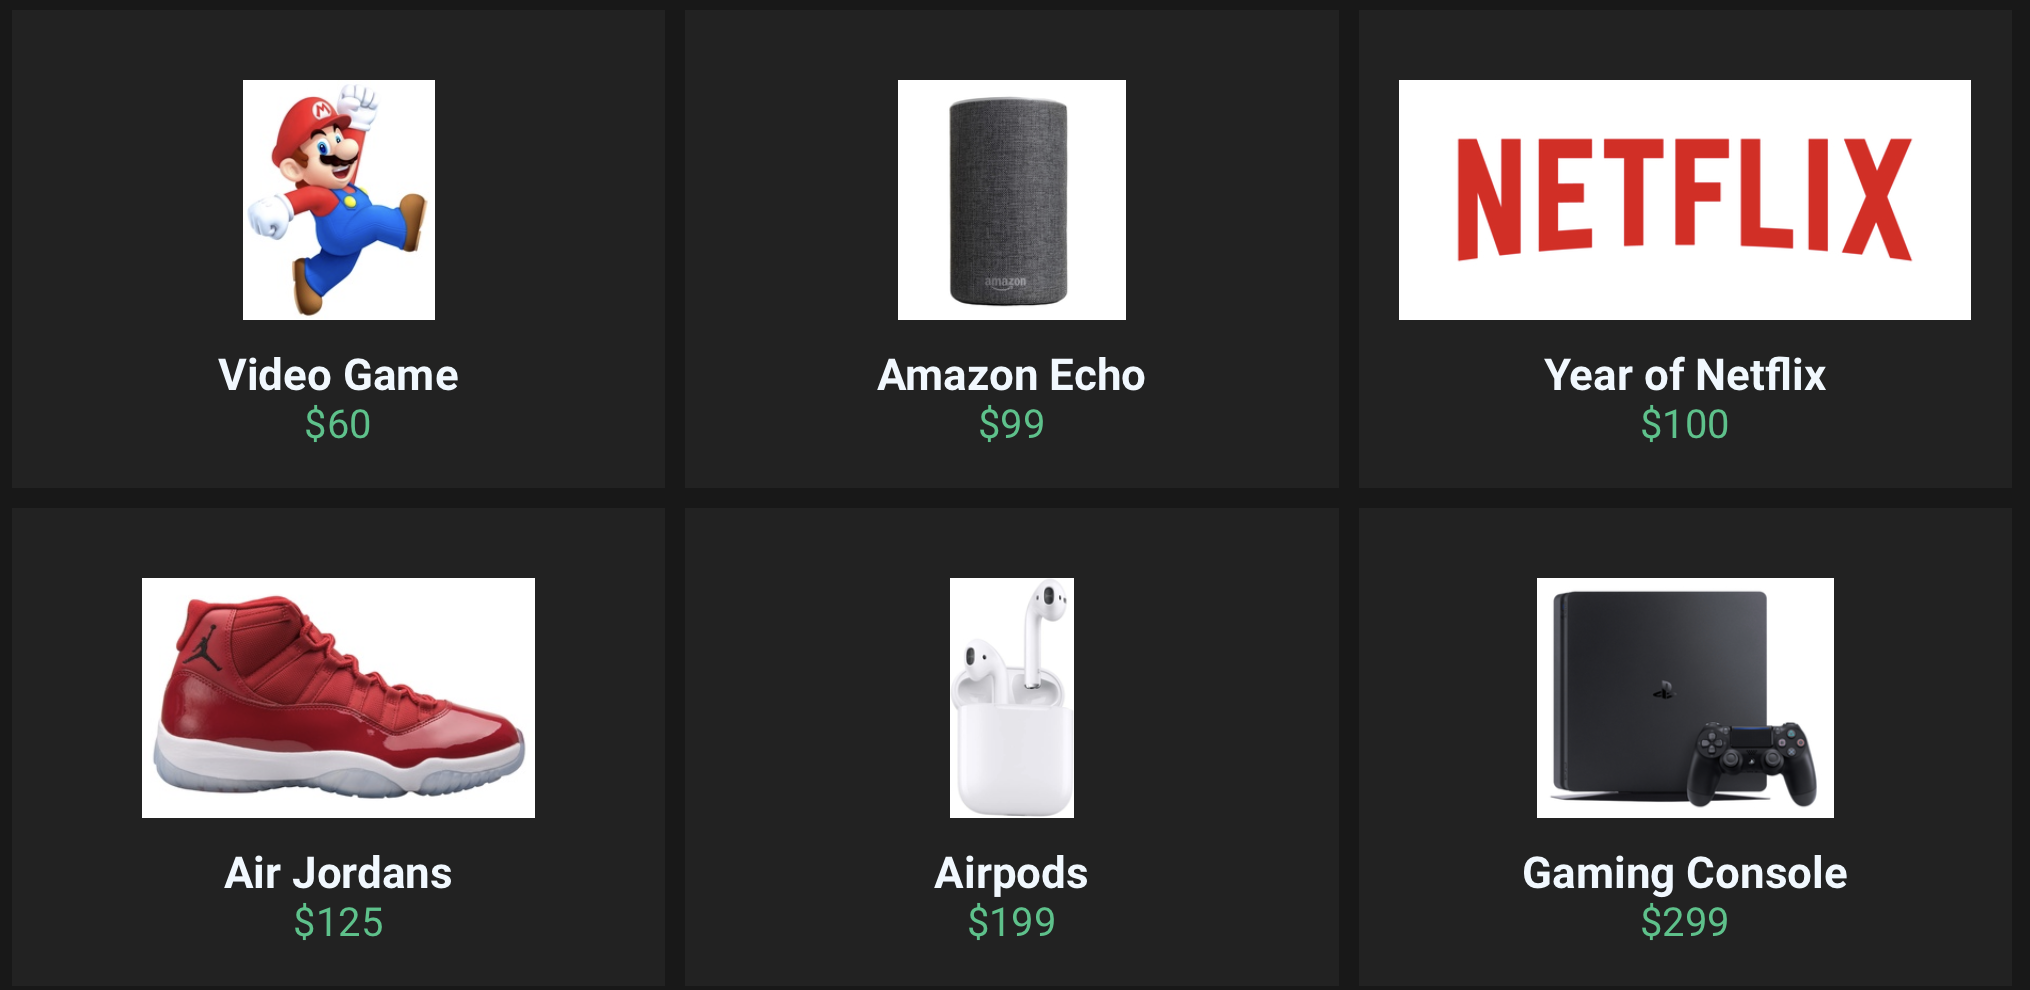 M
amazon
NETFLIX
Video Game
$60
Amazon Echo
$99
Year of Netflix
$100
Air Jordans
$125
Airpods
$199
Gaming Console
$299